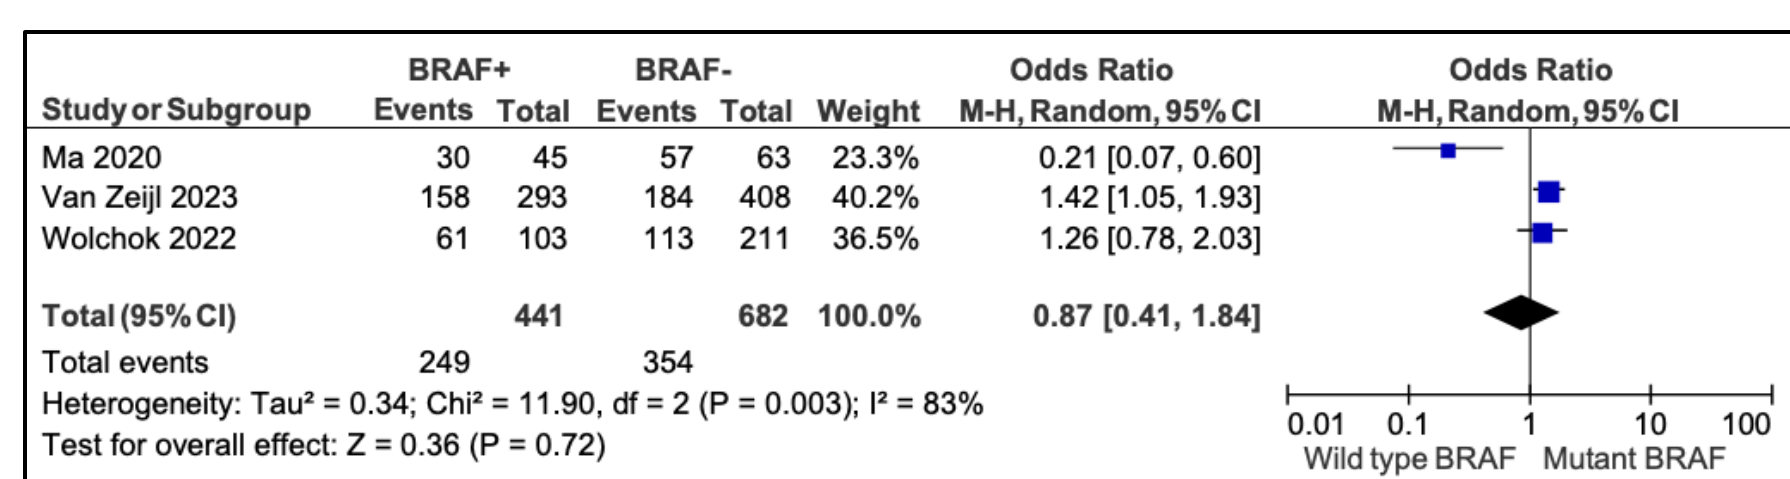 BRAF+ BRAF- Odds Ratio Odds Ratio
Study or Subgroup Events Total Events Total Weight M-H, Random, 95% CI M-H, Random, 95% CI
Ma 2020 30 45 57 63 23.3% 0.21 [0.07, 0.60]
Van Zeijl 2023 158 293 184 408 40.2% 1.42 [1.05, 1.93]
Wolchok 2022 61 103 113 211 36.5% 1.26 [0.78, 2.03]
Total (95% CI) 441 682 100.0% 0.87 [0.41, 1.84]
Total events 249 354
Heterogeneity: Tau² = 0.34; Chi² = 11.90, df = 2 (P = 0.003); I² = 83%
0.01 0.1 1 10 100
Test for overall effect: Z = 0.36 (P = 0.72)
Wild type BRAF Mutant BRAF